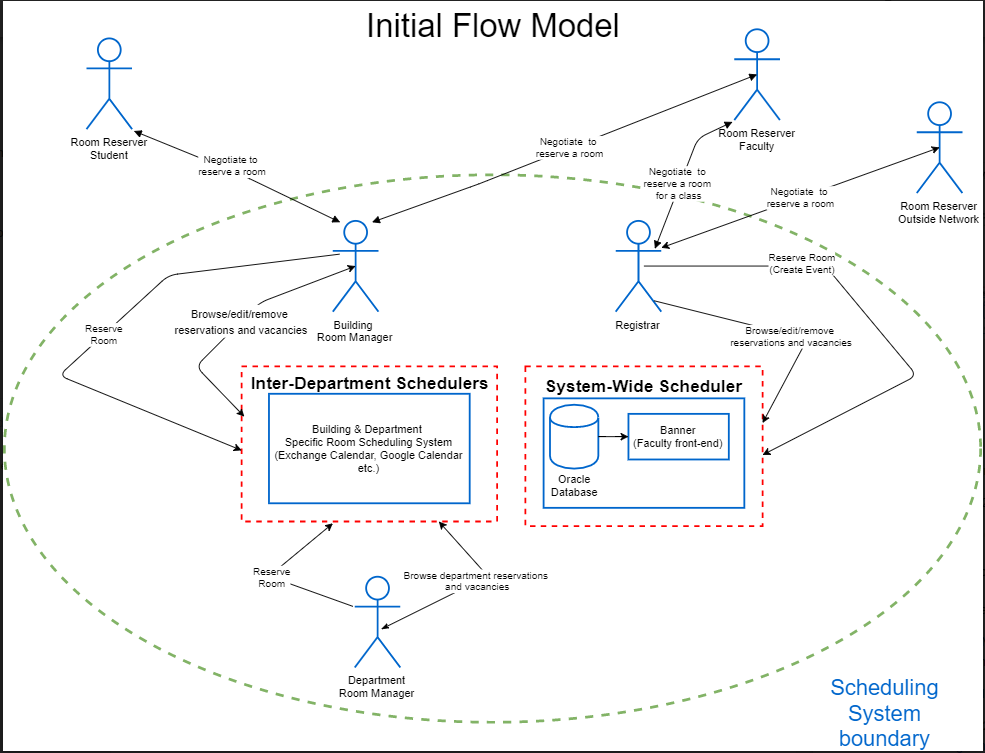 Initial Flow Model
Room Reserver
Student
Room Reserver
Faculty
Room Reserver
Outside Network
Negotiate to
reserve a room
Negotiate to
reserve a room
Negotiate to
reserve a room
for a class
Negotiate to
reserve a room
Building
Room Manager
Registrar
Reserve Room
(Create Event)
Reserve
Room
Browse/edit/remove
reservations and vacancies
Browse/edit/remove
reservations and vacancies
Inter-Department Schedulers
Building & Department
Specific Room Scheduling System
(Exchange Calendar, Google Calendar
etc.)
System-Wide Scheduler
Banner
(Faculty front-end)
Oracle
Database
Reserve
Room
Browse department reservations
and vacancies
Department
Room Manager
Scheduling
System
boundary